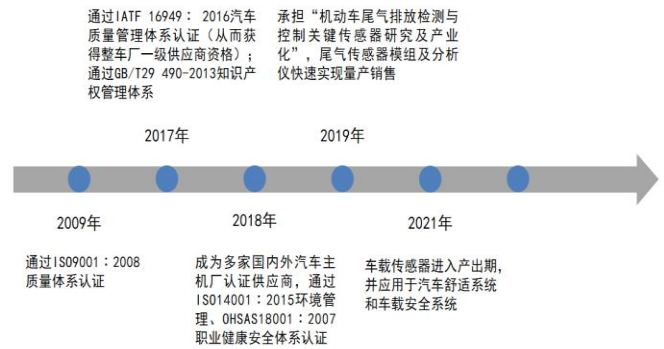 通过IATF 16949：2016汽车
质量管理体系认证（从而获
得整车厂一级供应商资格）；
通过GB/T29 490-2013知识产
权管理体系
承担“机动车尾气排放检测与
控制关键传感器研究及产业
化”，尾气传感器模组及分析
仪快速实现量产销售
2017年
2019年
2009年
2018年
2021年
通过ISO9001：2008
质量体系认证
成为多家国内外汽车主
机厂认证供应商，通过
ISO14001：2015环境管
理、OHSAS18001：2007
职业健康安全体系认证
车载传感器进入产出期，
并应用于汽车舒适系统
和车载安全系统